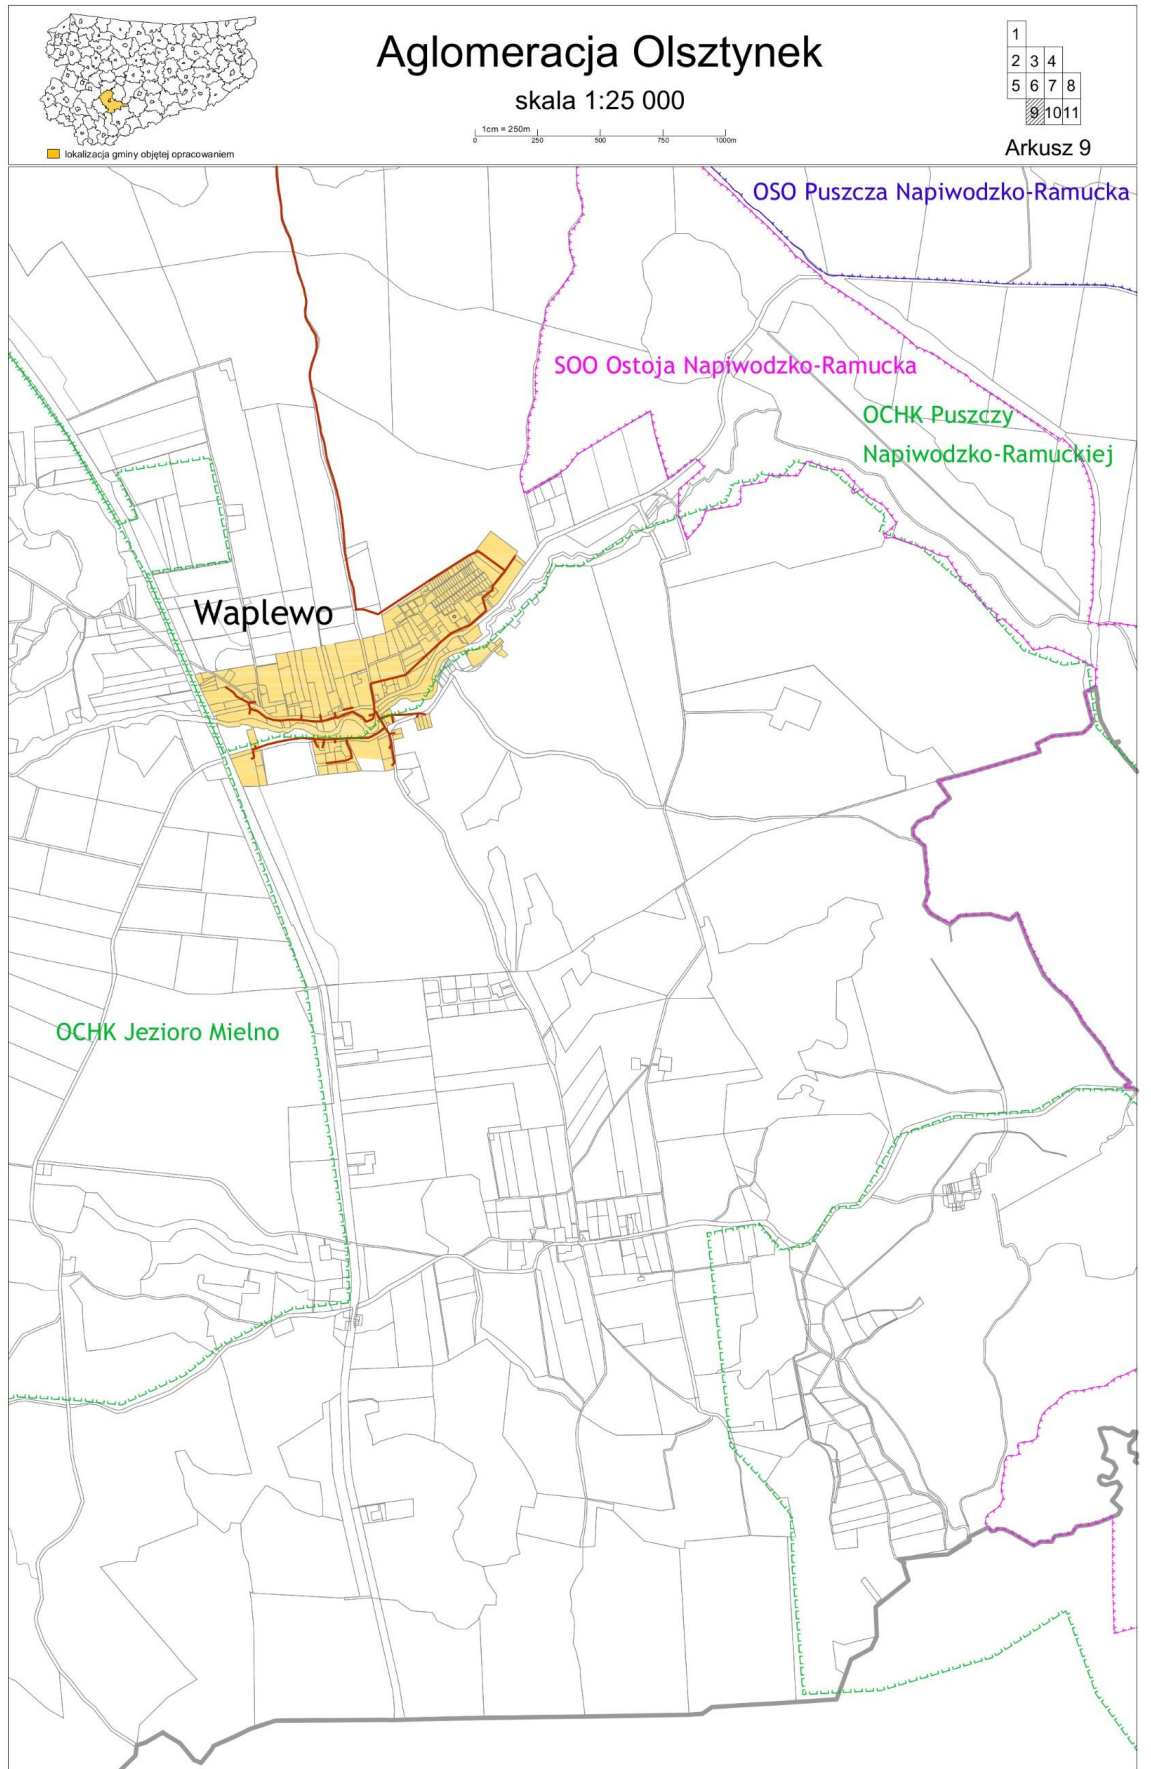 Aglomeracja Olsztynek
skala 1:25 000
1cm = 250m
0 250 500 750 1000m
lokalizacja gminy objętej opracowaniem
1
2 3 4
5 6 7 8
9 10 11
Arkusz 9
OSO Puszcza Napiwodzko-Ramucka
SOO Ostoja Napiwodzko-Ramucka
OCHK Puszczy
Napiwodzko-Ramuckiej
Waplewo
OCHK Jezioro Mielno